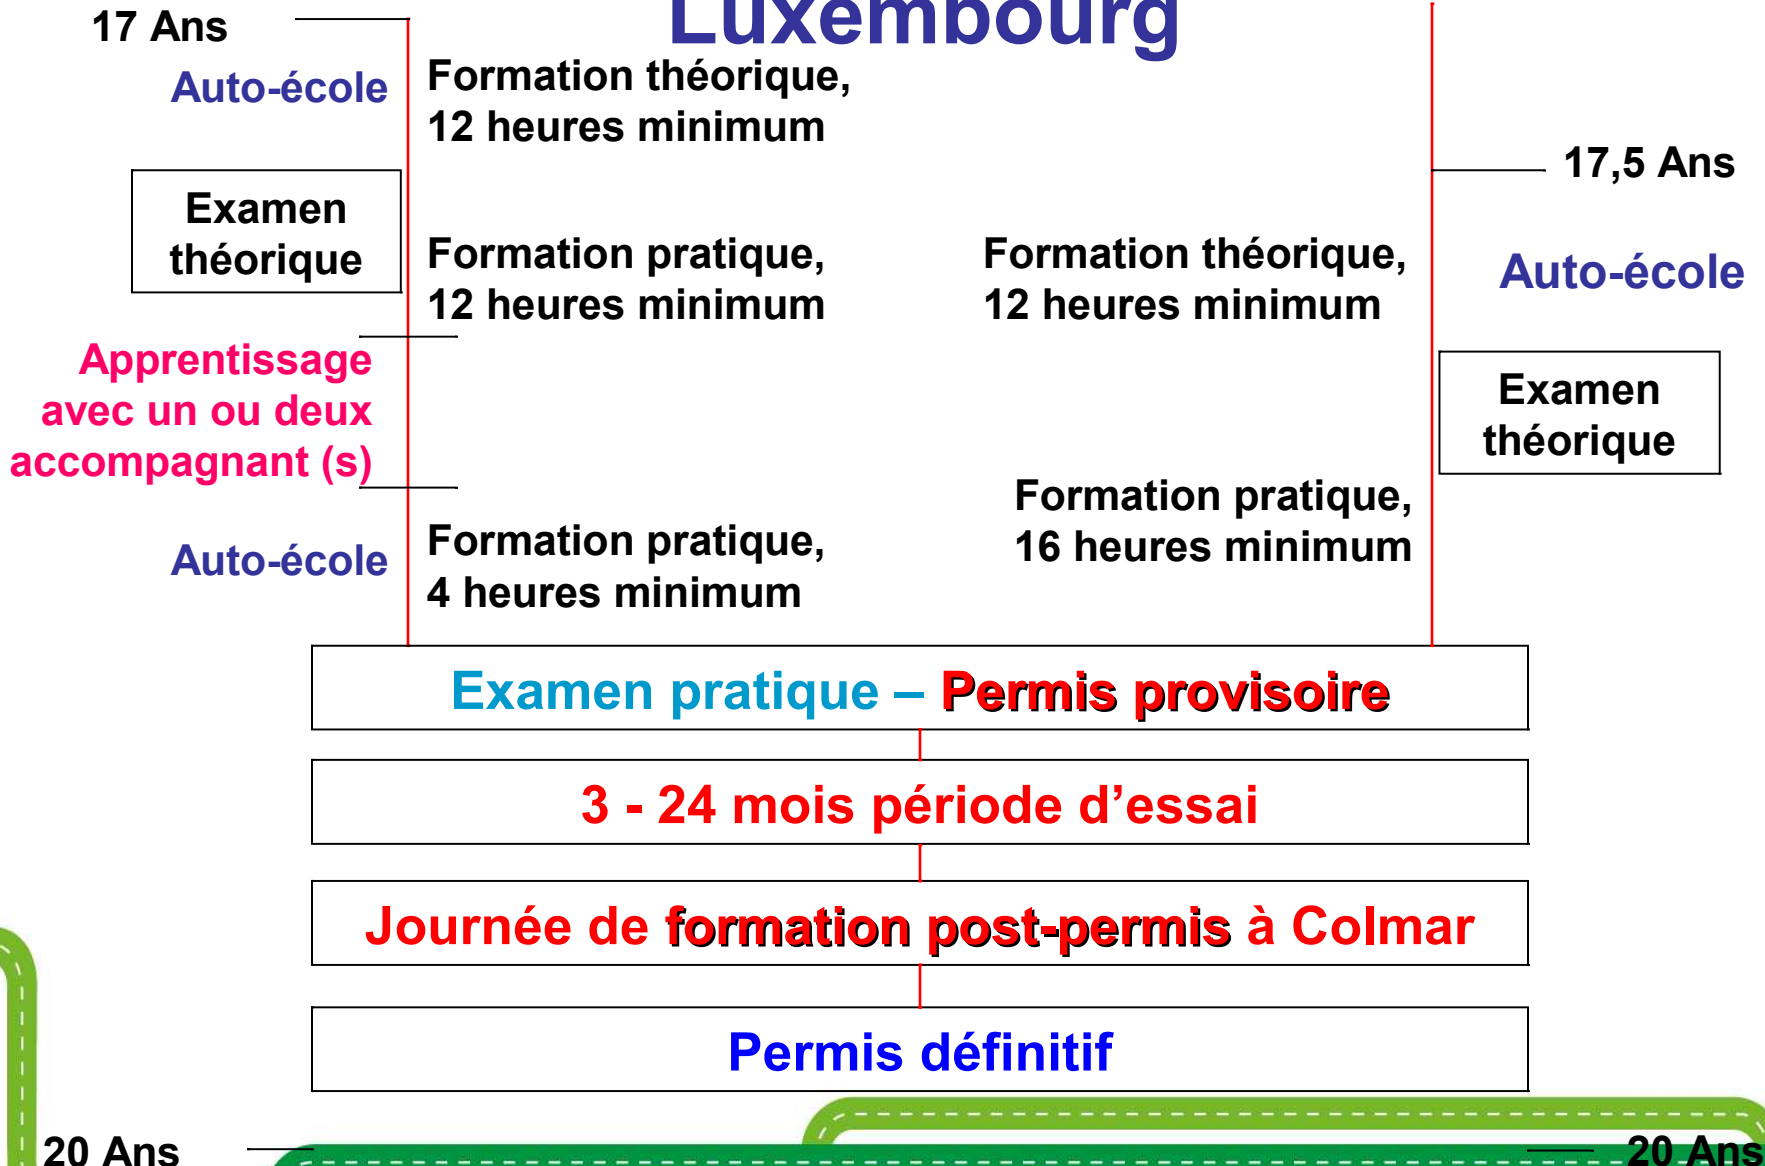 Luxembourg
17 Ans
Auto-école
Formation théorique,
12 heures minimum
Examen
théorique
Formation pratique,
12 heures minimum
Apprentissage
avec un ou deux
accompagnant (s)
Auto-école
Formation pratique,
4 heures minimum
17,5 Ans
Formation théorique,
12 heures minimum
Auto-école
Examen
théorique
Formation pratique,
16 heures minimum
Examen pratique – Permis provisoire
3 - 24 mois période d’essai
Journée de formation post-permis à Colmar
Permis définitif
20 Ans
20 Ans